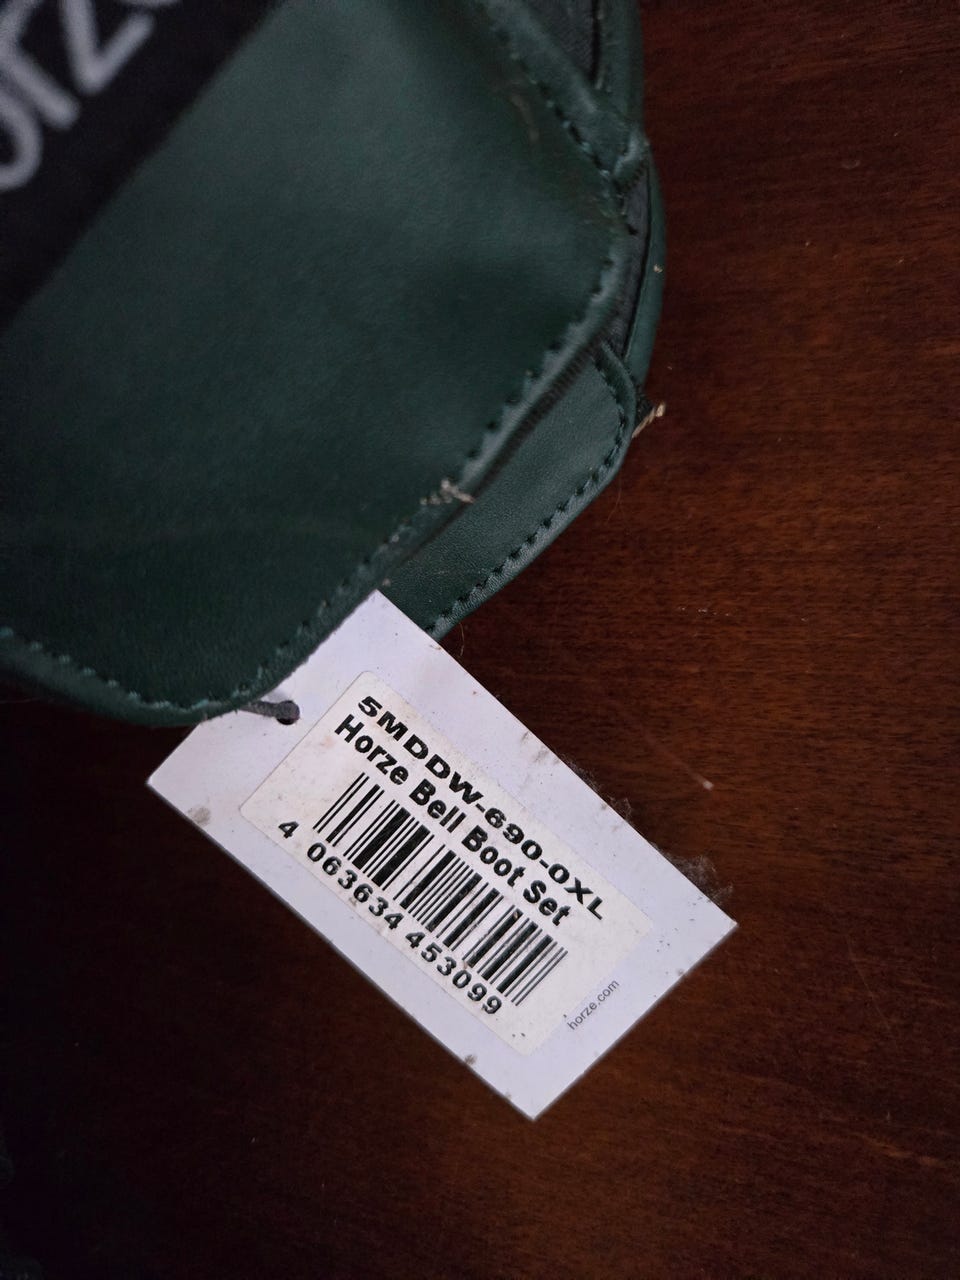 5MDDW-690-0XL
Horze Bell Boot Set
4 063634 453099
horze.com